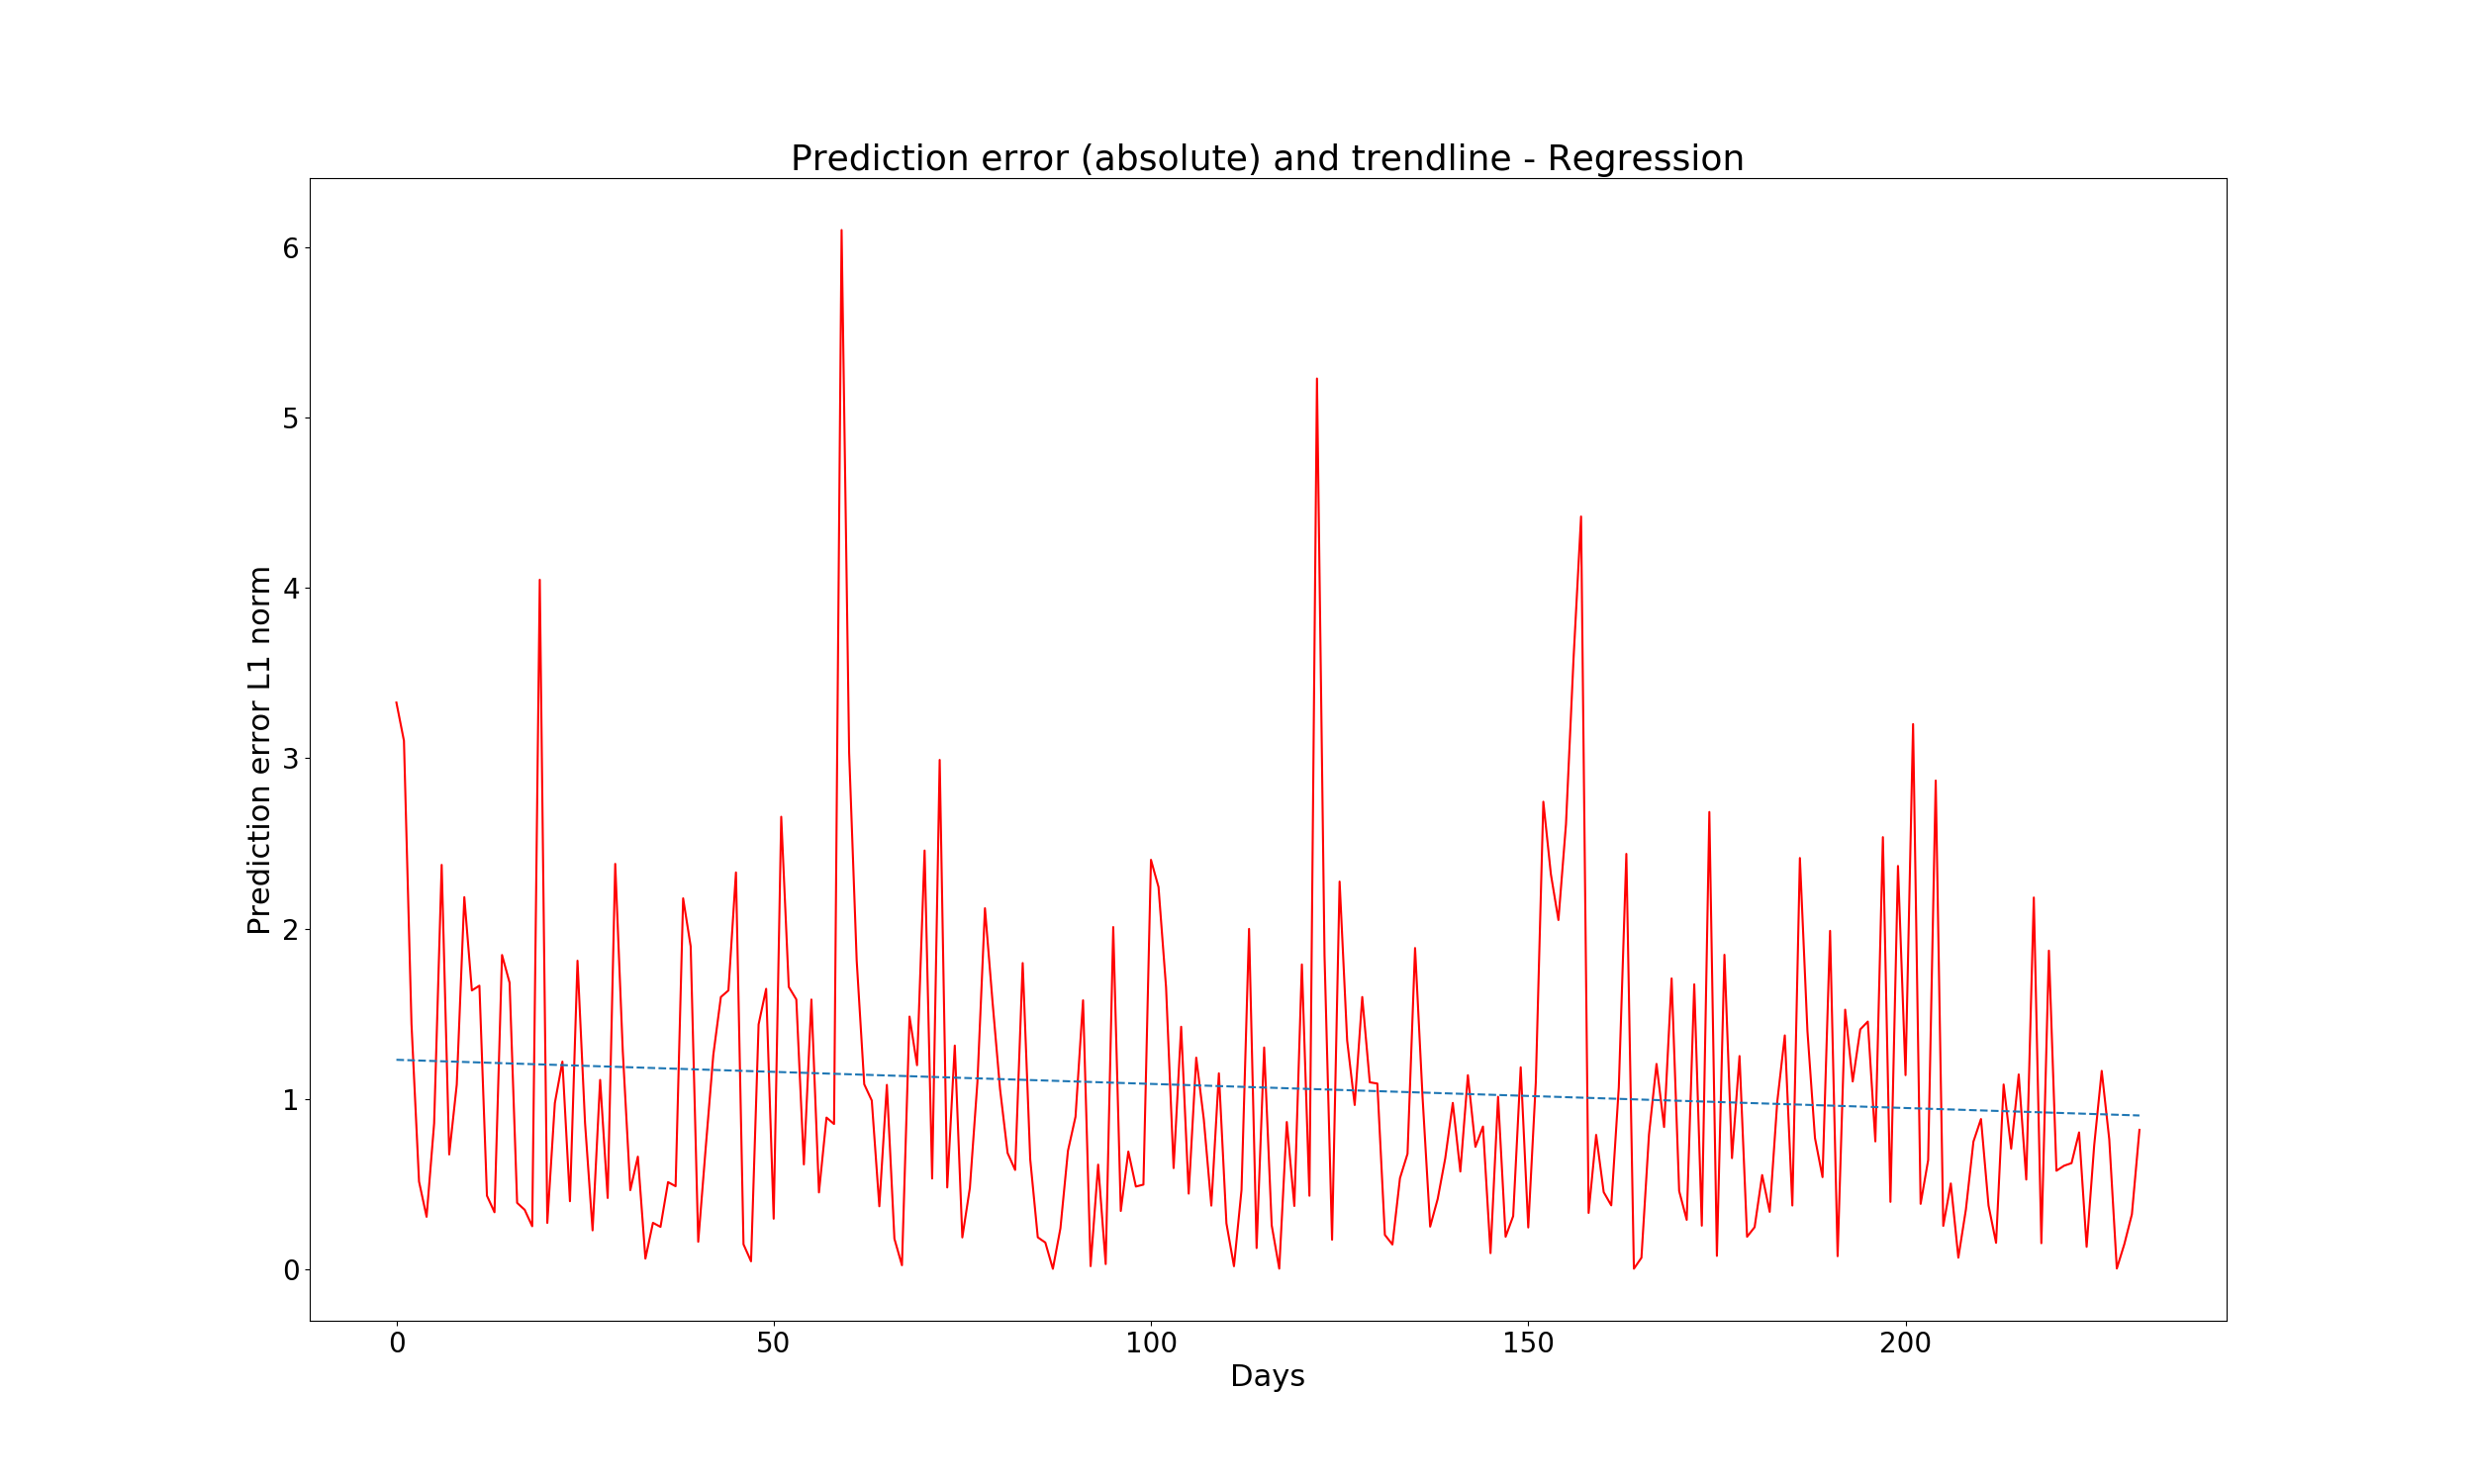 Prediction error (absolute) and trendline - Regression
Prediction error L1 norm
6
5
4
3
2
1
0
0 50 100 150 200
Days